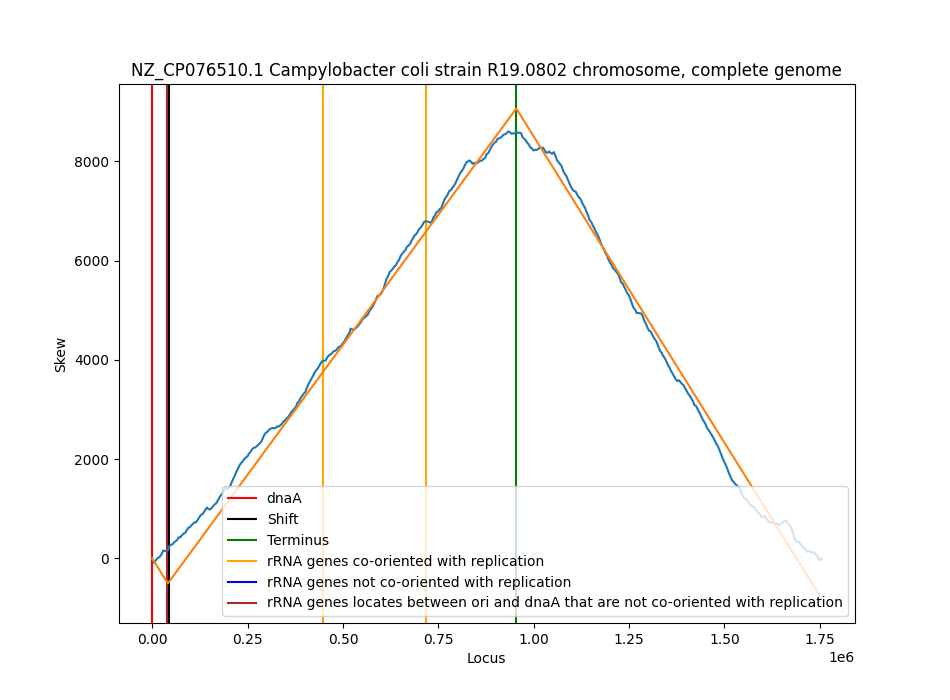 NZ_CP076510.1 Campylobacter coli strain R19.0802 chromosome, complete genome
8000
6000
4000
2000
0
Skew
dnaA
Shift
Terminus
rRNA genes co-oriented with replication
rRNA genes not co-oriented with replication
rRNA genes locates between ori and dnaA that are not co-oriented with replication
0.00 0.25 0.50 0.75 1.00 1.25 1.50 1.75
Locus
1e6